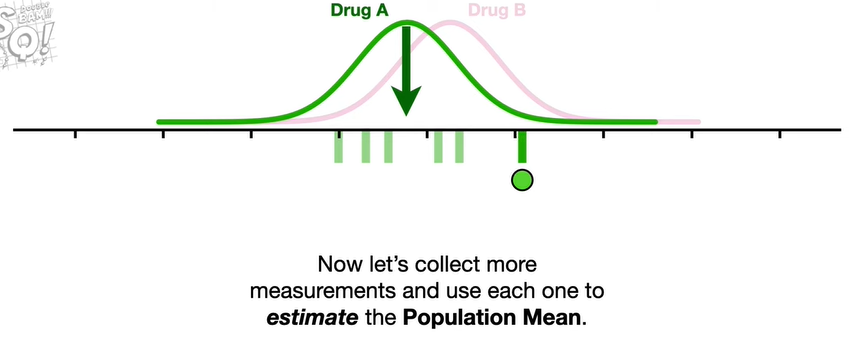 Drug A
Drug B
Now let's collect more
measurements and use each one to
estimate the Population Mean.